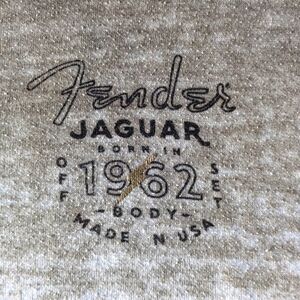 Fender
JAGUAR
BORN IN
OFF 1962 SET
BODY
MADE N USA